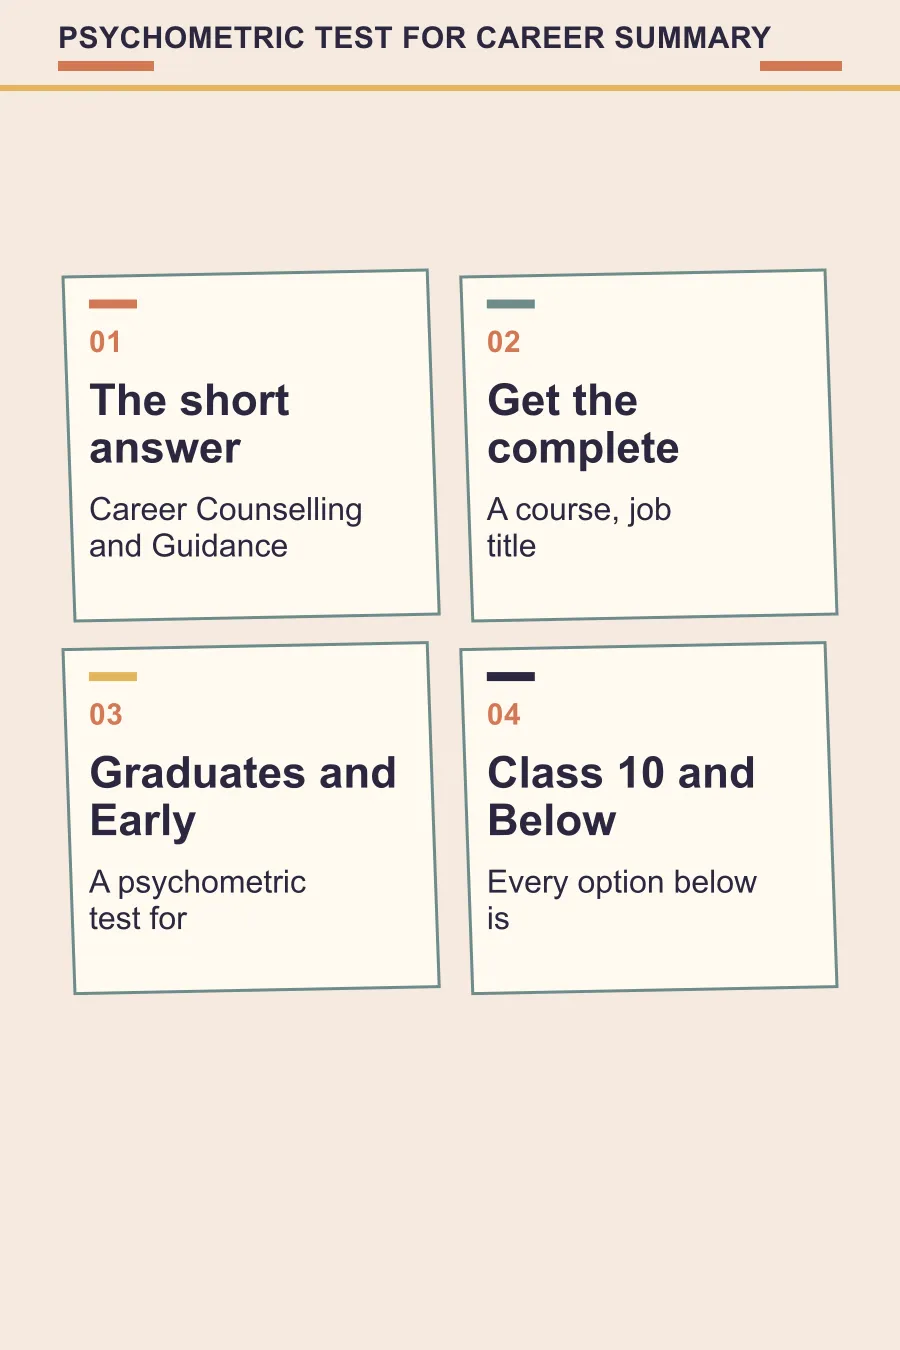 PSYCHOMETRIC TEST FOR CAREER SUMMARY
01
The short
answer
Career Counselling
and Guidance
02
Get the
complete
A course, job
title
03
Graduates and
Early
A psychometric
test for
04
Class 10 and
Below
Every option below
is